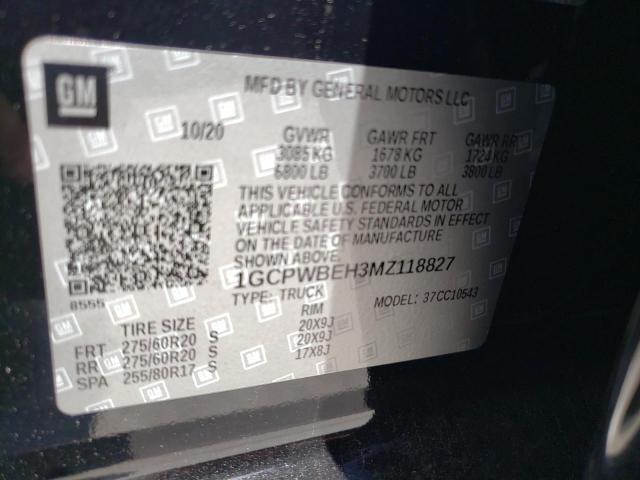 GM
MFD BY GENERAL MOTORS LLC
10/20 GVWR GAWR FRT GAWR RR
3085 KG 1678 KG 1724 KG
6800 LB 3700 LB 3800 LB
THIS VEHICLE CONFORMS TO ALL
APPLICABLE U.S. FEDERAL MOTOR
VEHICLE SAFETY STANDARDS IN EFFECT
ON THE DATE OF MANUFACTURE
SHOWN ABOVE.
1GCPWBEH3MZ118827
8555 TYPE: TRUCK MODEL: 37CC10543
TIRE SIZE RIM
FRT 275/60R20 S 20X9J
RR 275/60R20 S 20X9J
SPA 255/80R17 S 17X8J